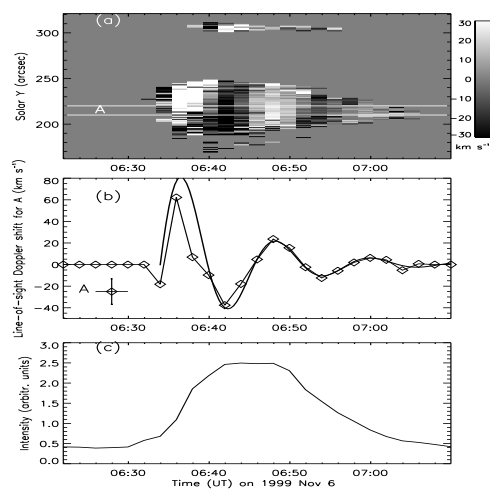 (a)
Solar Y (arcsec)
300
250
200
A
30
20
10
0
-10
-20
-30
km s⁻¹
06:30 06:40 06:50 07:00
(b)
Line-of-sight Doppler shift for A (km s⁻¹)
80
60
40
20
0
-20
-40
A
06:30 06:40 06:50 07:00
(c)
Intensity (arbitr. units)
3.0
2.5
2.0
1.5
1.0
0.5
0.0
06:30 06:40 06:50 07:00
Time (UT) on 1999 Nov 6